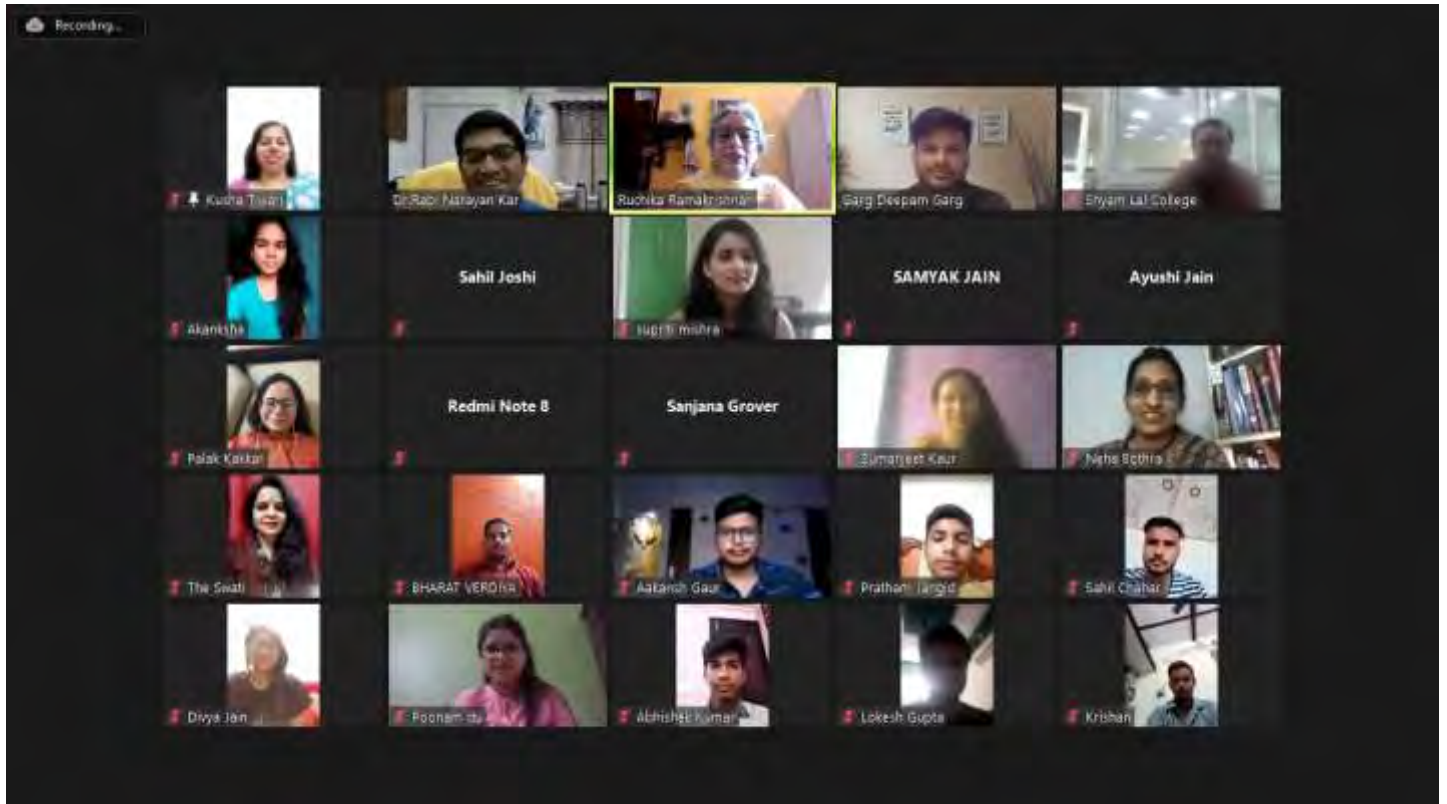 Recording...
Kusha Tiwari
Dr.Rabi Narayan Kar
Ruchika Ramakrishnan
Garg Deepam Garg
Shyam Lal College
Akanksha
Sahil Joshi
supriti mishra
SAMYAK JAIN
Ayushi Jain
Palak Kakkar
Redmi Note 8
Sanjana Grover
Sumanjeet Kaur
Neha Bothra
The Swati
BHARAT VERDIYA
Aakarsh Gaur
Pratham Jangid
Sahil Chahar
Divya Jain
Poonam
Abhishek Kumar
Lokesh Gupta
Krishan